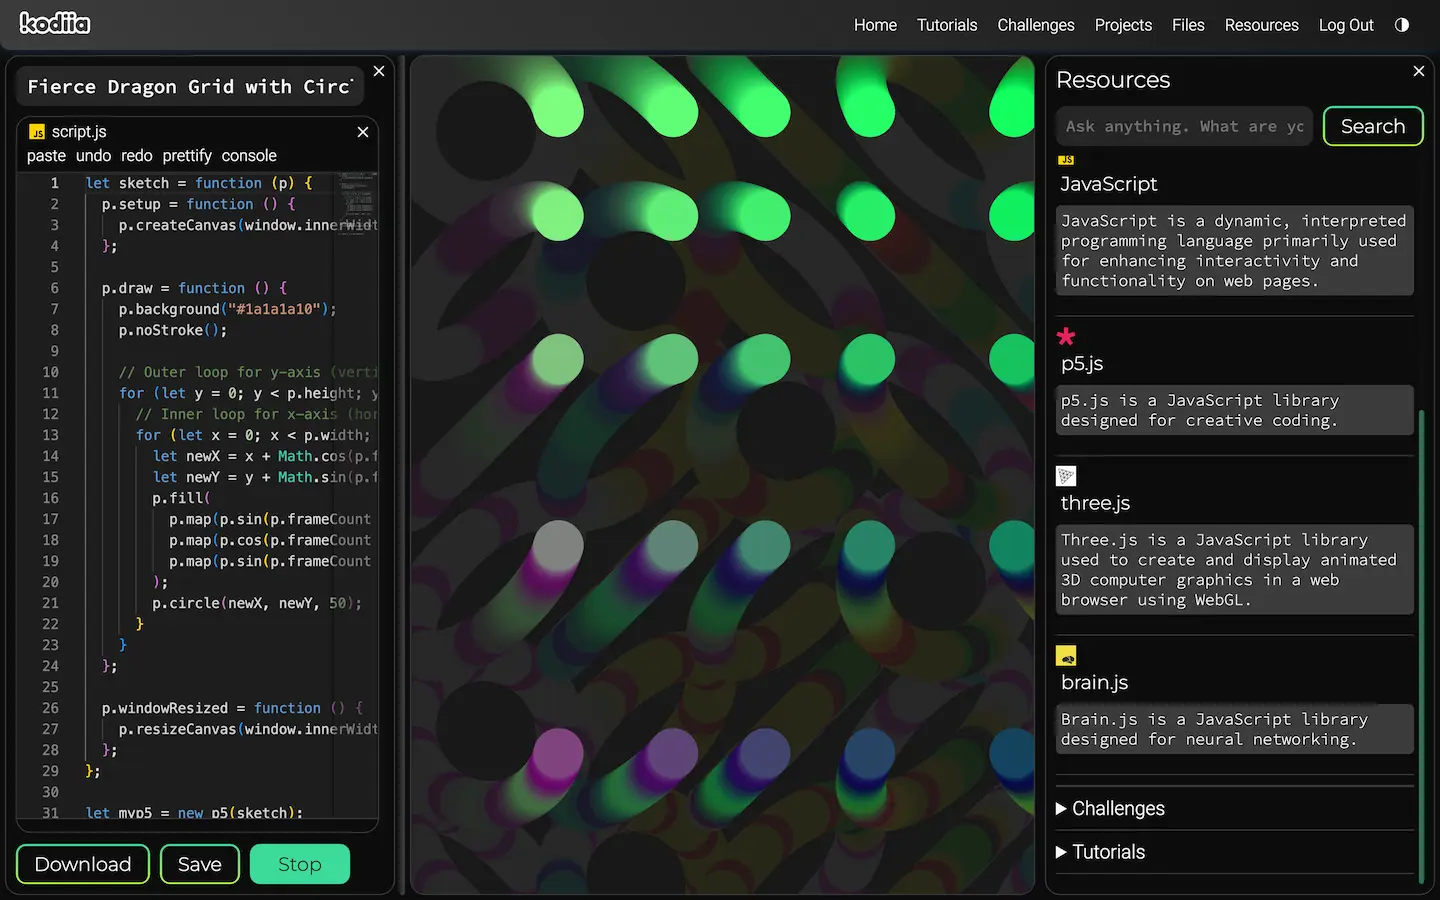 kodiia
Home Tutorials Challenges Projects Files Resources Log Out
Fierce Dragon Grid with Circ
JS script.js
paste undo redo prettify console
1 let sketch = function (p) {
2 p.setup = function () {
3 p.createCanvas(window.innerWidt
4 };
5
6 p.draw = function () {
7 p.background("#1a1a1a10");
8 p.noStroke();
9
10 // Outer loop for y-axis (verti
11 for (let y = 0; y < p.height; y
12 // Inner loop for x-axis (hor
13 for (let x = 0; x < p.width;
14 let newX = x + Math.cos(p.f
15 let newY = y + Math.sin(p.f
16 p.fill(
17 p.map(p.sin(p.frameCount
18 p.map(p.cos(p.frameCount
19 p.map(p.sin(p.frameCount
20 );
21 p.circle(newX, newY, 50);
22 }
23 }
24 };
25
26 p.windowResized = function () {
27 p.resizeCanvas(window.innerWidt
28 };
29 };
30
31 let myp5 = new p5(sketch);
Download Save Stop
Resources
Ask anything. What are yo
Search
JS
JavaScript
JavaScript is a dynamic, interpreted
programming language primarily used
for enhancing interactivity and
functionality on web pages.
p5.js
p5.js is a JavaScript library
designed for creative coding.
three.js
Three.js is a JavaScript library
used to create and display animated
3D computer graphics in a web
browser using WebGL.
brain.js
Brain.js is a JavaScript library
designed for neural networking.
Challenges
Tutorials